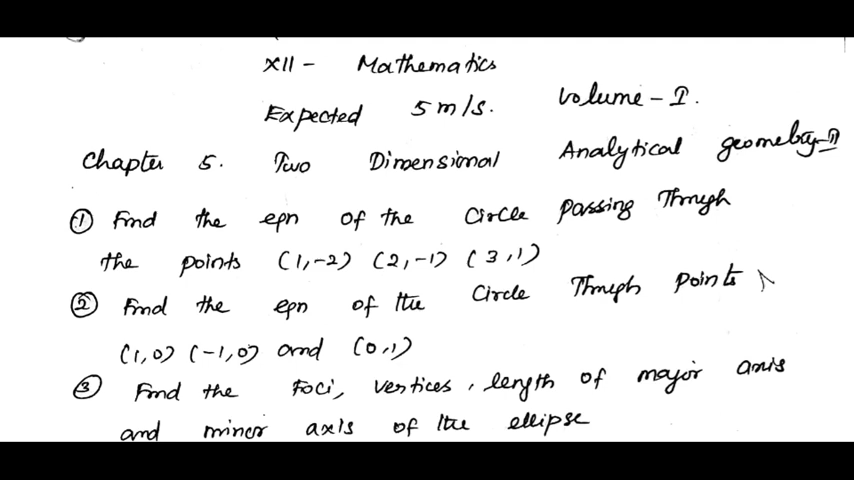 XII - Mathematics
Expected 5m/s. Volume - I.
Chapter 5. Two Dimensional Analytical geometry-II
① Find the eqn of the circle passing Through
the points (1,-2) (2,-1) (3,1)
② Find the eqn of the circle Through points
(1,0) (-1,0) and (0,1)
③ Find the Foci, vertices, length of major axis
and minor axis of the ellipse